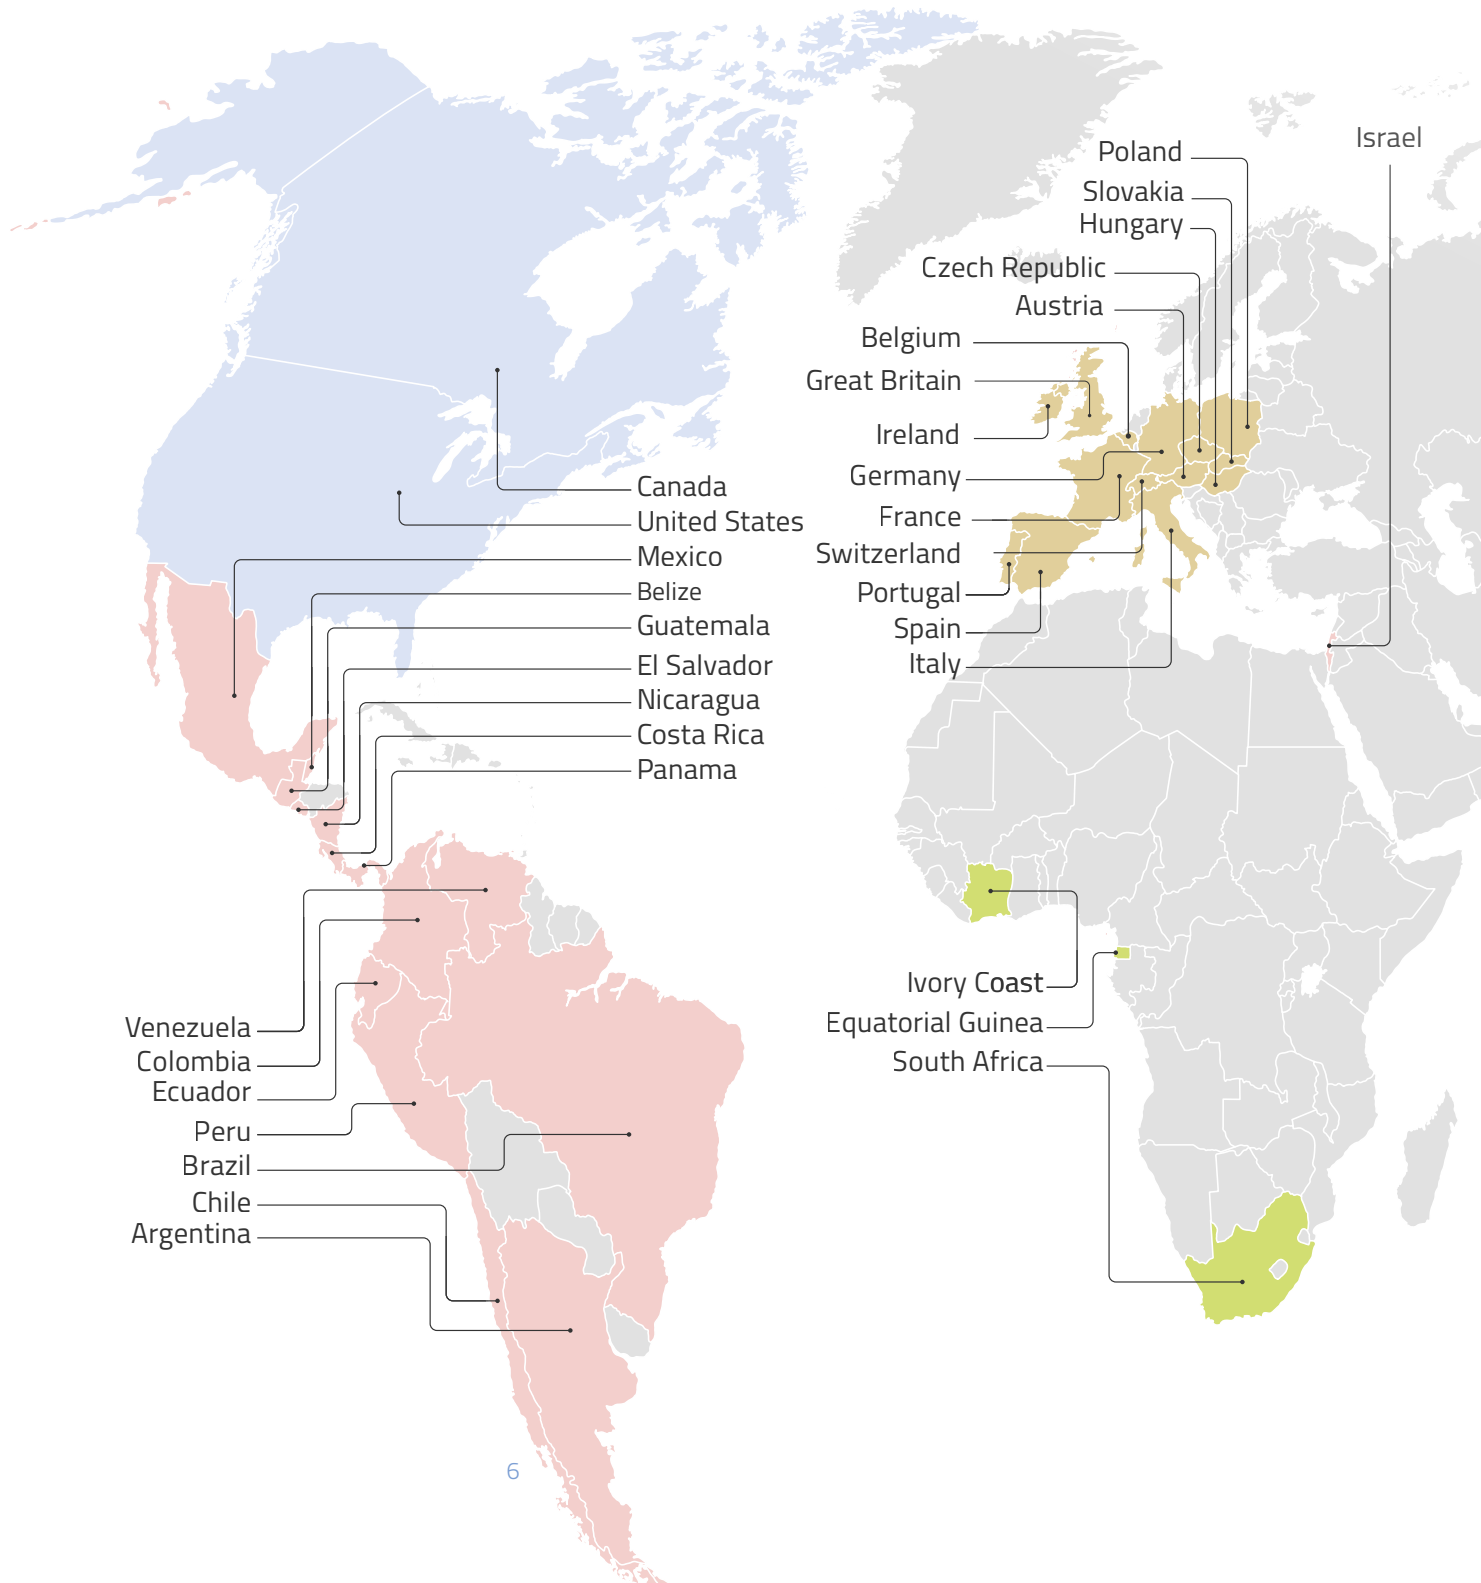 Israel
Poland
Slovakia
Hungary
Czech Republic
Austria
Belgium
Great Britain
Ireland
Germany
France
Switzerland
Portugal
Spain
Italy
Canada
United States
Mexico
Belize
Guatemala
El Salvador
Nicaragua
Costa Rica
Panama
Ivory Coast
Equatorial Guinea
South Africa
Venezuela
Colombia
Ecuador
Peru
Brazil
Chile
Argentina
6